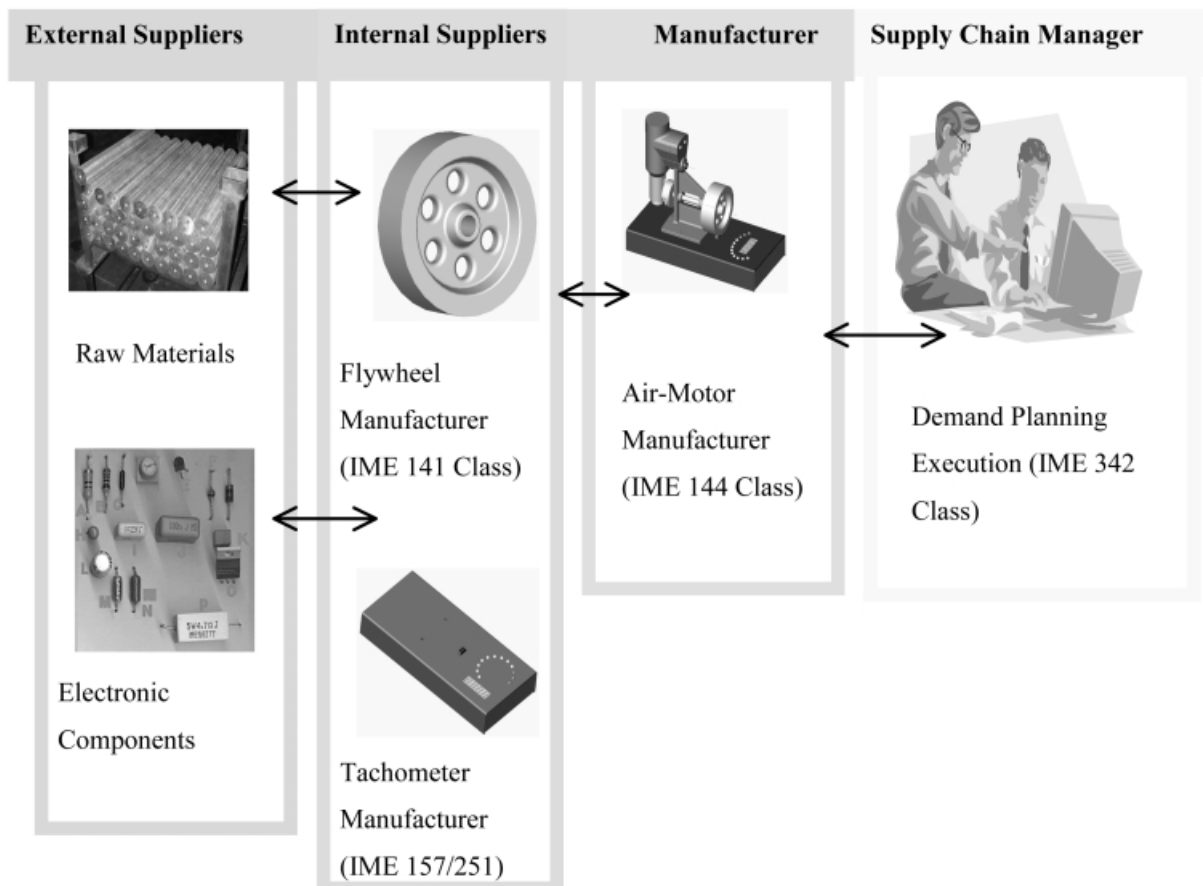 External Suppliers
Internal Suppliers
Manufacturer
Supply Chain Manager
Raw Materials
Electronic
Components
Flywheel
Manufacturer
(IME 141 Class)
Tachometer
Manufacturer
(IME 157/251)
Air-Motor
Manufacturer
(IME 144 Class)
Demand Planning
Execution (IME 342
Class)
A
B
C
H
I
J
K
L
M
N
O
P